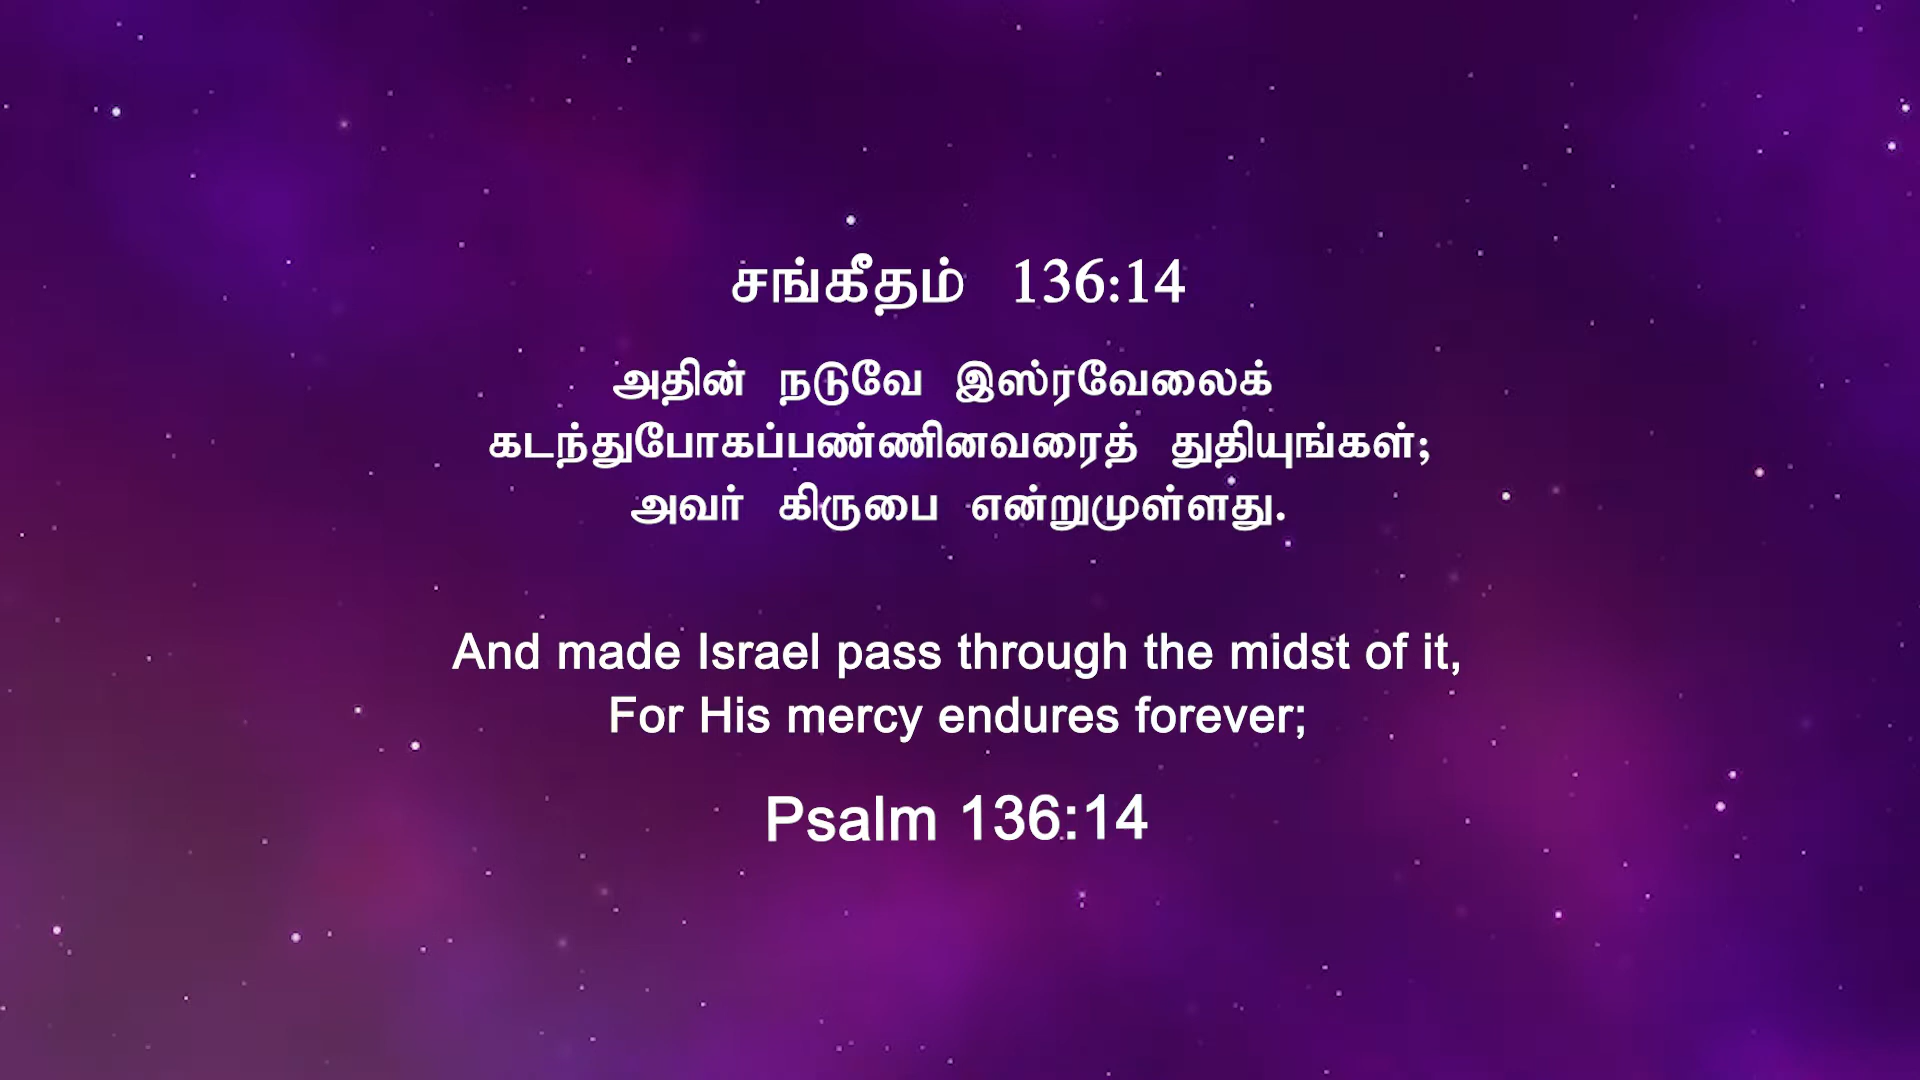 சங்கீதம் 136:14
அதின் நடுவே இஸ்ரவேலைக்
கடந்துபோகப்பண்ணினவரைத் துதியுங்கள்;
அவர் கிருபை என்றுமுள்ளது.
And made Israel pass through the midst of it,
For His mercy endures forever;
Psalm 136:14